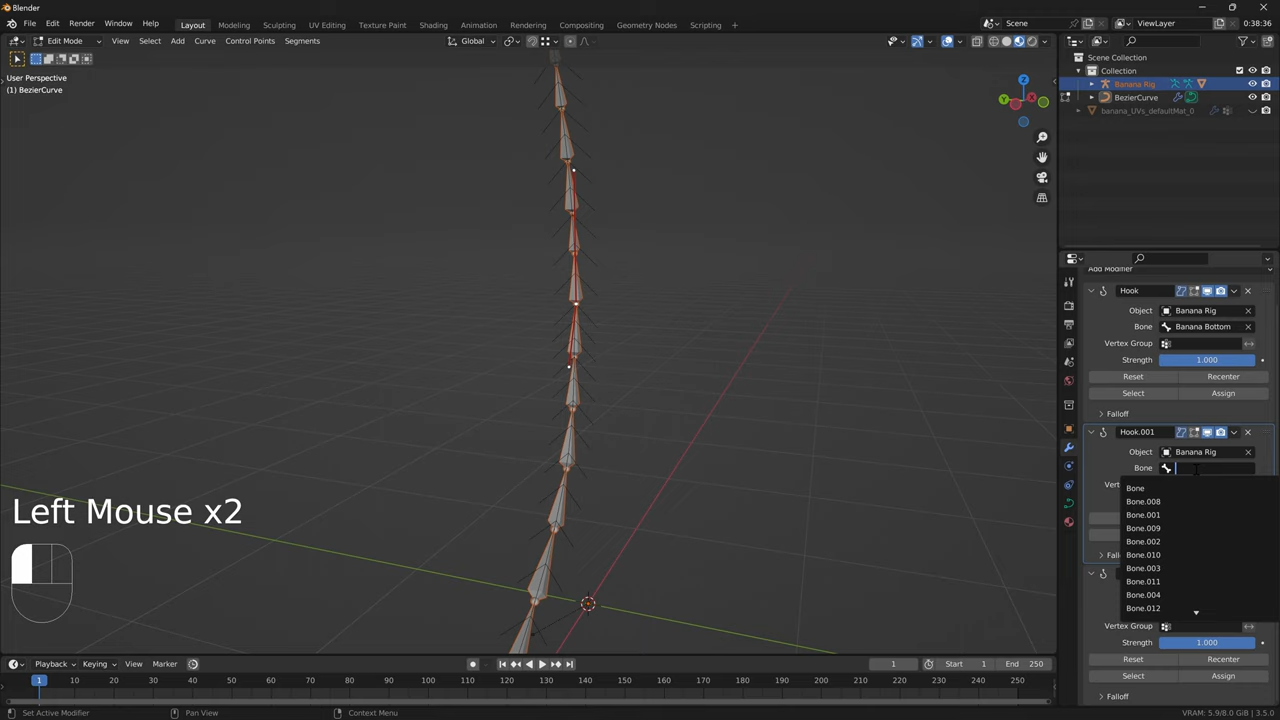 Blender
File Edit Render Window Help
Layout Modeling Sculpting UV Editing Texture Paint Shading Animation Rendering Compositing Geometry Nodes Scripting +
Scene
ViewLayer
0:38:36
Edit Mode View Select Add Curve Control Points Segments
Global
User Perspective
(1) BezierCurve
Z
Y
X
Scene Collection
Collection
Banana Rig
BezierCurve
banana_UVs_defaultMat_0
Add Modifier
Hook
Object Banana Rig
Bone Banana Bottom
Vertex Group
Strength 1.000
Reset Recenter
Select Assign
Falloff
Hook.001
Object Banana Rig
Bone
Bone
Bone.008
Bone.001
Bone.009
Bone.002
Bone.010
Bone.003
Bone.011
Bone.004
Bone.012
Vertex Group
Strength 1.000
Reset Recenter
Select Assign
Falloff
Left Mouse x2
Playback Keying View Marker
1
Start 1
End 250
1 10 20 30 40 50 60 70 80 90 100 110 120 130 140 150 160 170 180 190 200 210 220 230 240 250
Set Active Modifier
Pan View
Context Menu
VRAM: 5.9/8.0 GiB | 3.5.0